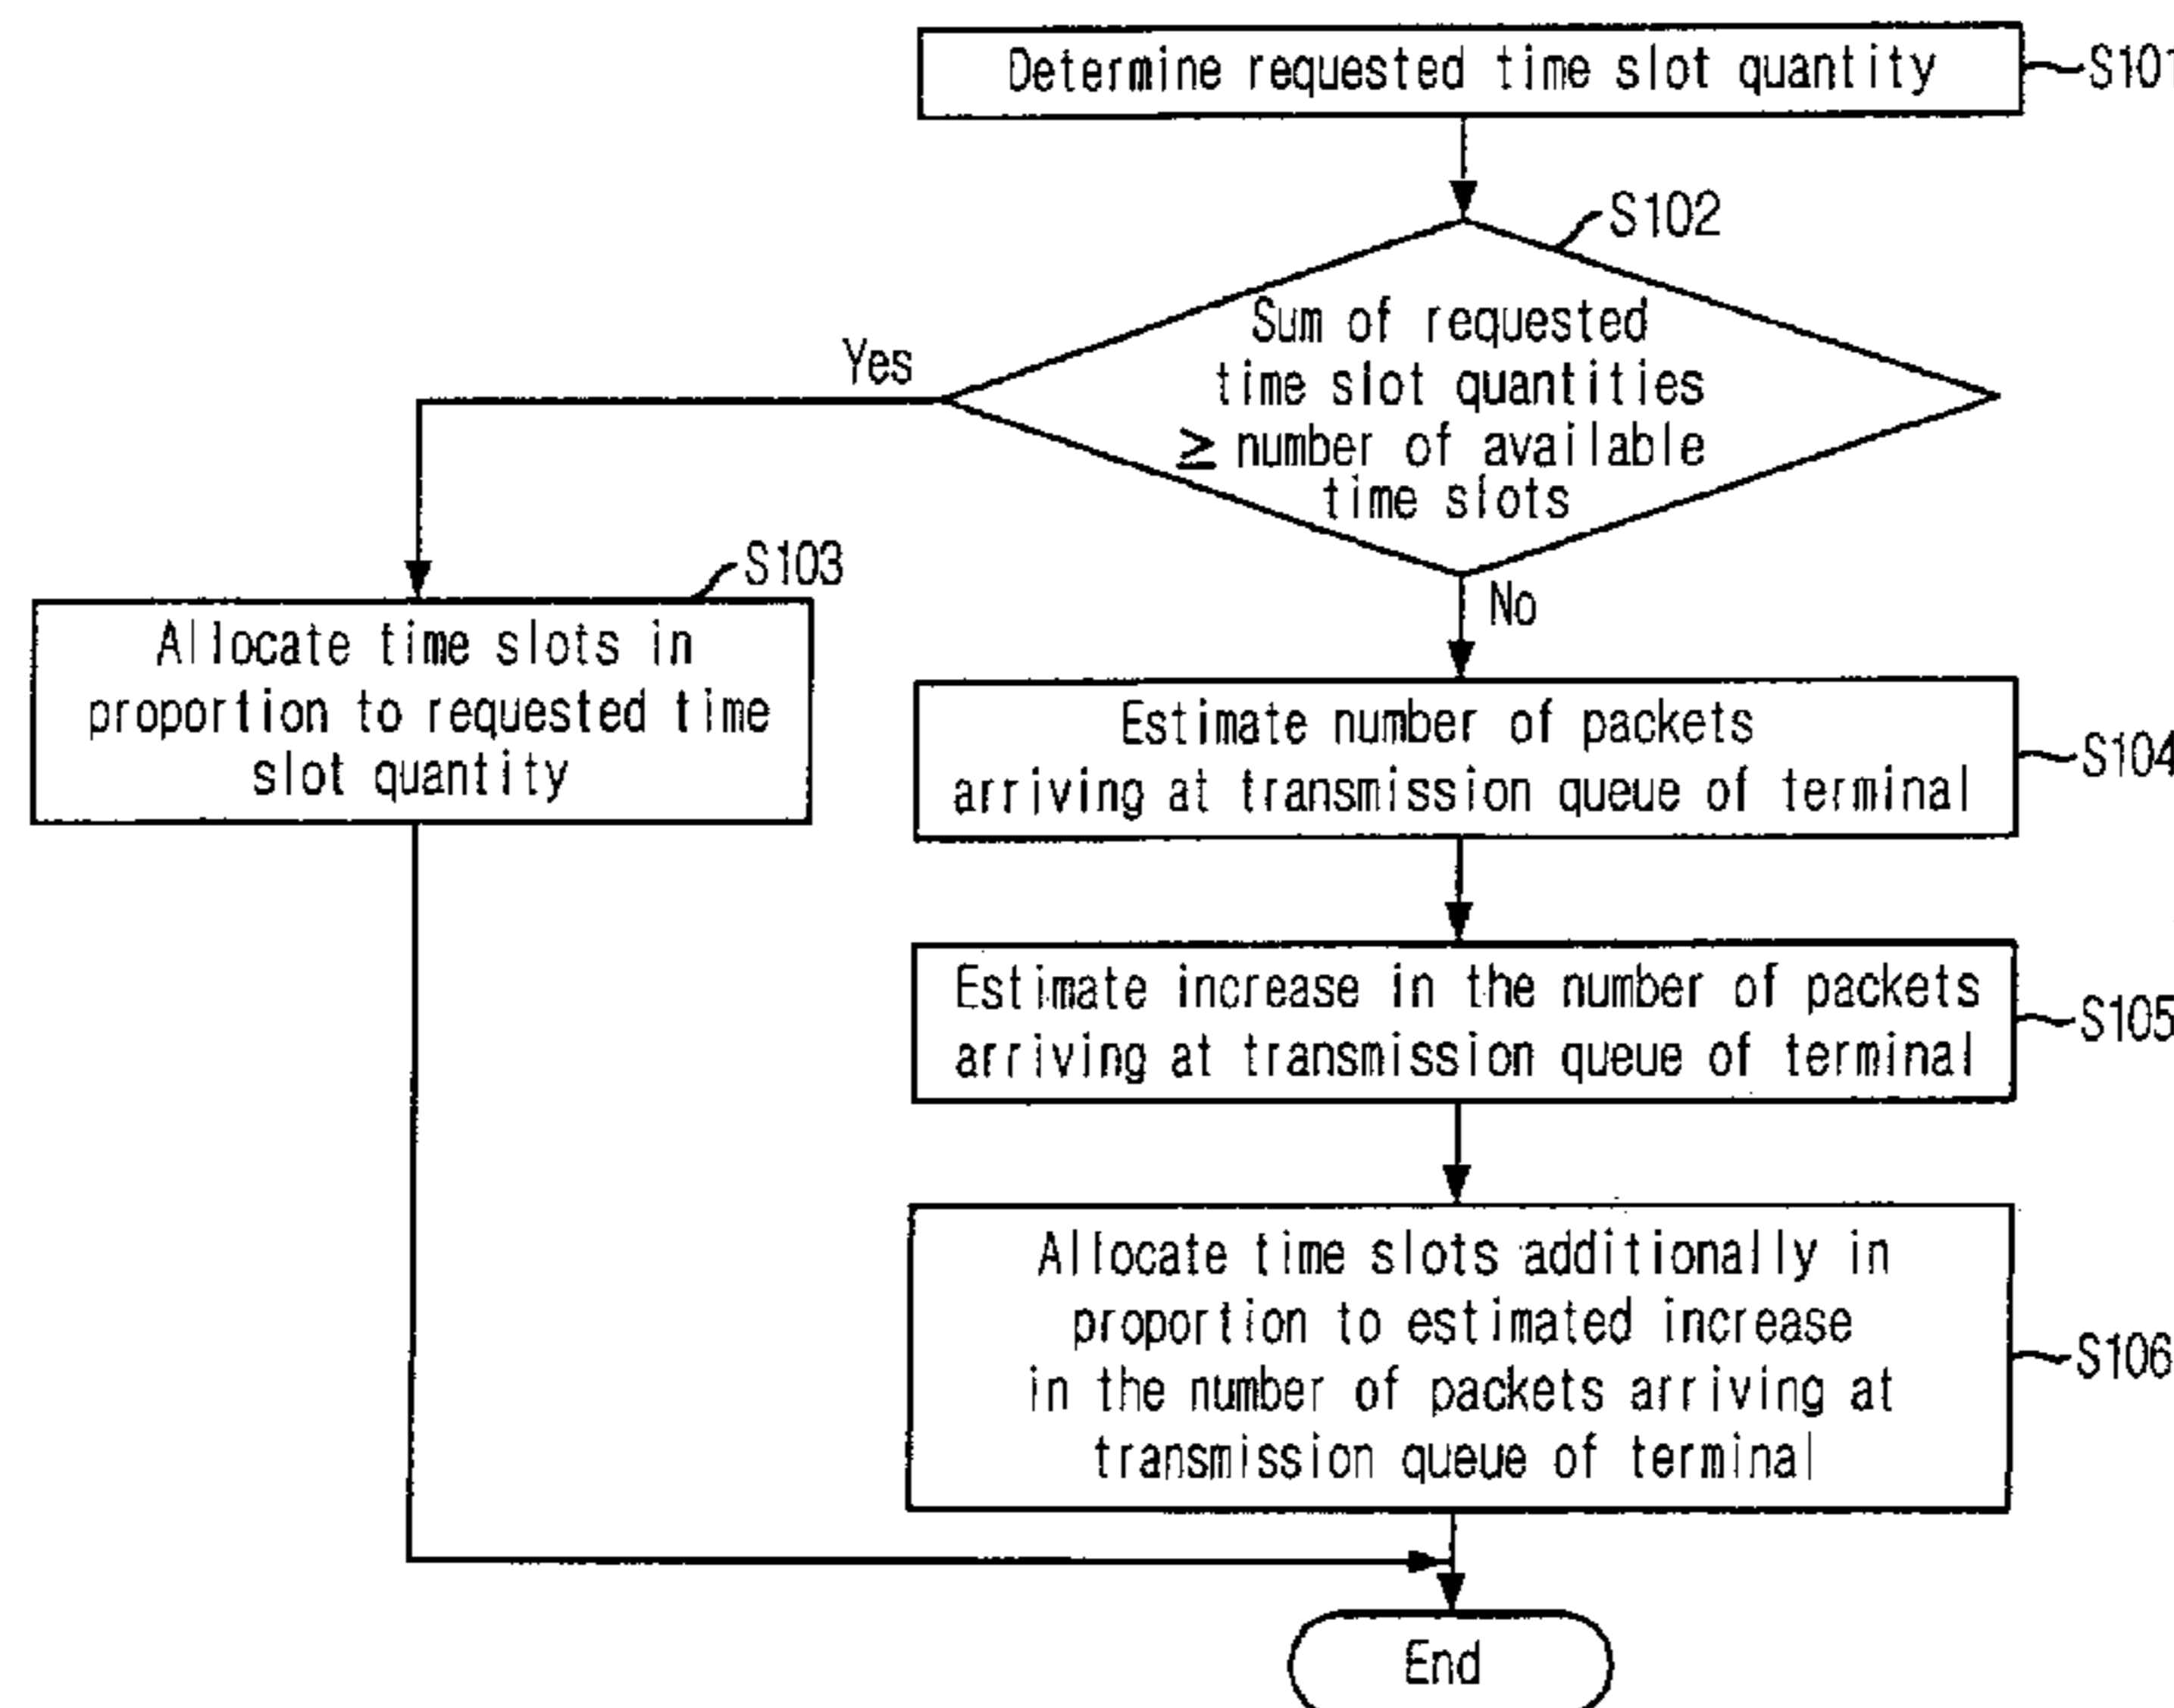 Determine requested time slot quantity
S101
S102
Sum of requested
time slot quantities
≥ number of available
time slots
Yes
No
S103
Allocate time slots in
proportion to requested time
slot quantity
Estimate number of packets
arriving at transmission queue of terminal
S104
Estimate increase in the number of packets
arriving at transmission queue of terminal
S105
Allocate time slots additionally in
proportion to estimated increase
in the number of packets arriving at
transmission queue of terminal
S106
End